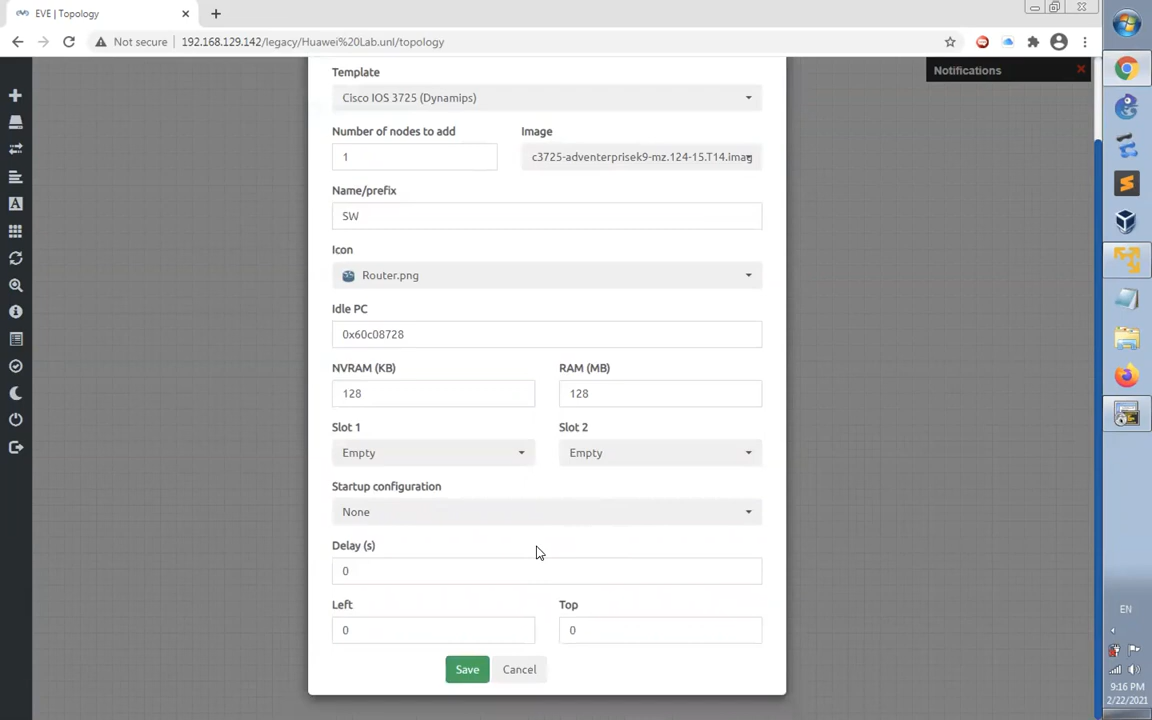 EVE | Topology
Not secure
192.168.129.142/legacy/Huawei%20Lab.unl/topology
Notifications
Template
Cisco IOS 3725 (Dynamips)
Number of nodes to add
Image
1
c3725-adventerprisek9-mz.124-15.T14.imag
Name/prefix
SW
Icon
Router.png
Idle PC
0x60c08728
NVRAM (KB)
RAM (MB)
128
128
Slot 1
Slot 2
Empty
Empty
Startup configuration
None
Delay (s)
0
Left
Top
0
0
Save
Cancel
EN
9:16 PM
2/22/2021